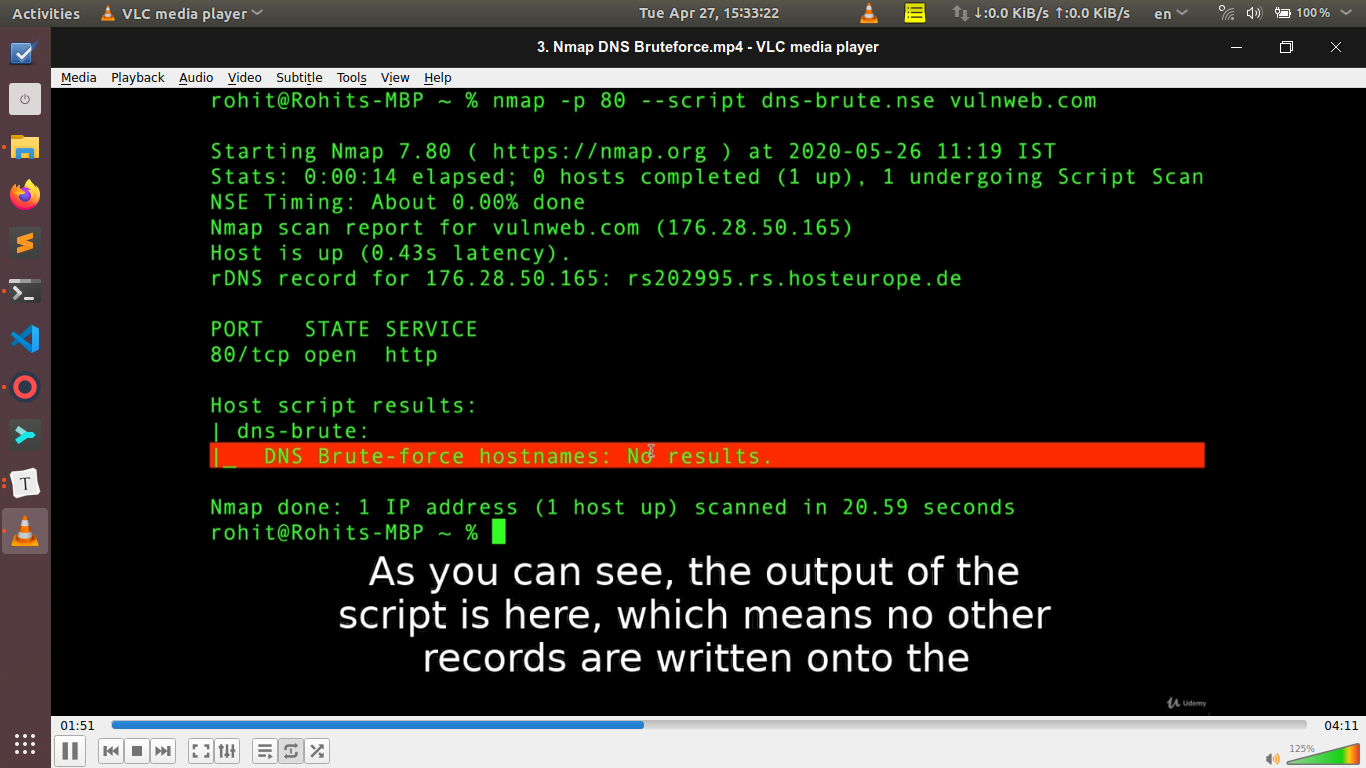 Activities VLC media player Tue Apr 27, 15:33:22 ↓:0.0 KiB/s ↑:0.0 KiB/s en 100 %
3. Nmap DNS Bruteforce.mp4 - VLC media player
Media Playback Audio Video Subtitle Tools View Help
rohit@Rohits-MBP ~ % nmap -p 80 --script dns-brute.nse vulnweb.com
Starting Nmap 7.80 ( https://nmap.org ) at 2020-05-26 11:19 IST
Stats: 0:00:14 elapsed; 0 hosts completed (1 up), 1 undergoing Script Scan
NSE Timing: About 0.00% done
Nmap scan report for vulnweb.com (176.28.50.165)
Host is up (0.43s latency).
rDNS record for 176.28.50.165: rs202995.rs.hosteurope.de
PORT   STATE SERVICE
80/tcp open  http
Host script results:
| dns-brute:
|_  DNS Brute-force hostnames: No results.
Nmap done: 1 IP address (1 host up) scanned in 20.59 seconds
rohit@Rohits-MBP ~ %
As you can see, the output of the
script is here, which means no other
records are written onto the
Udemy
01:51 04:11
125%